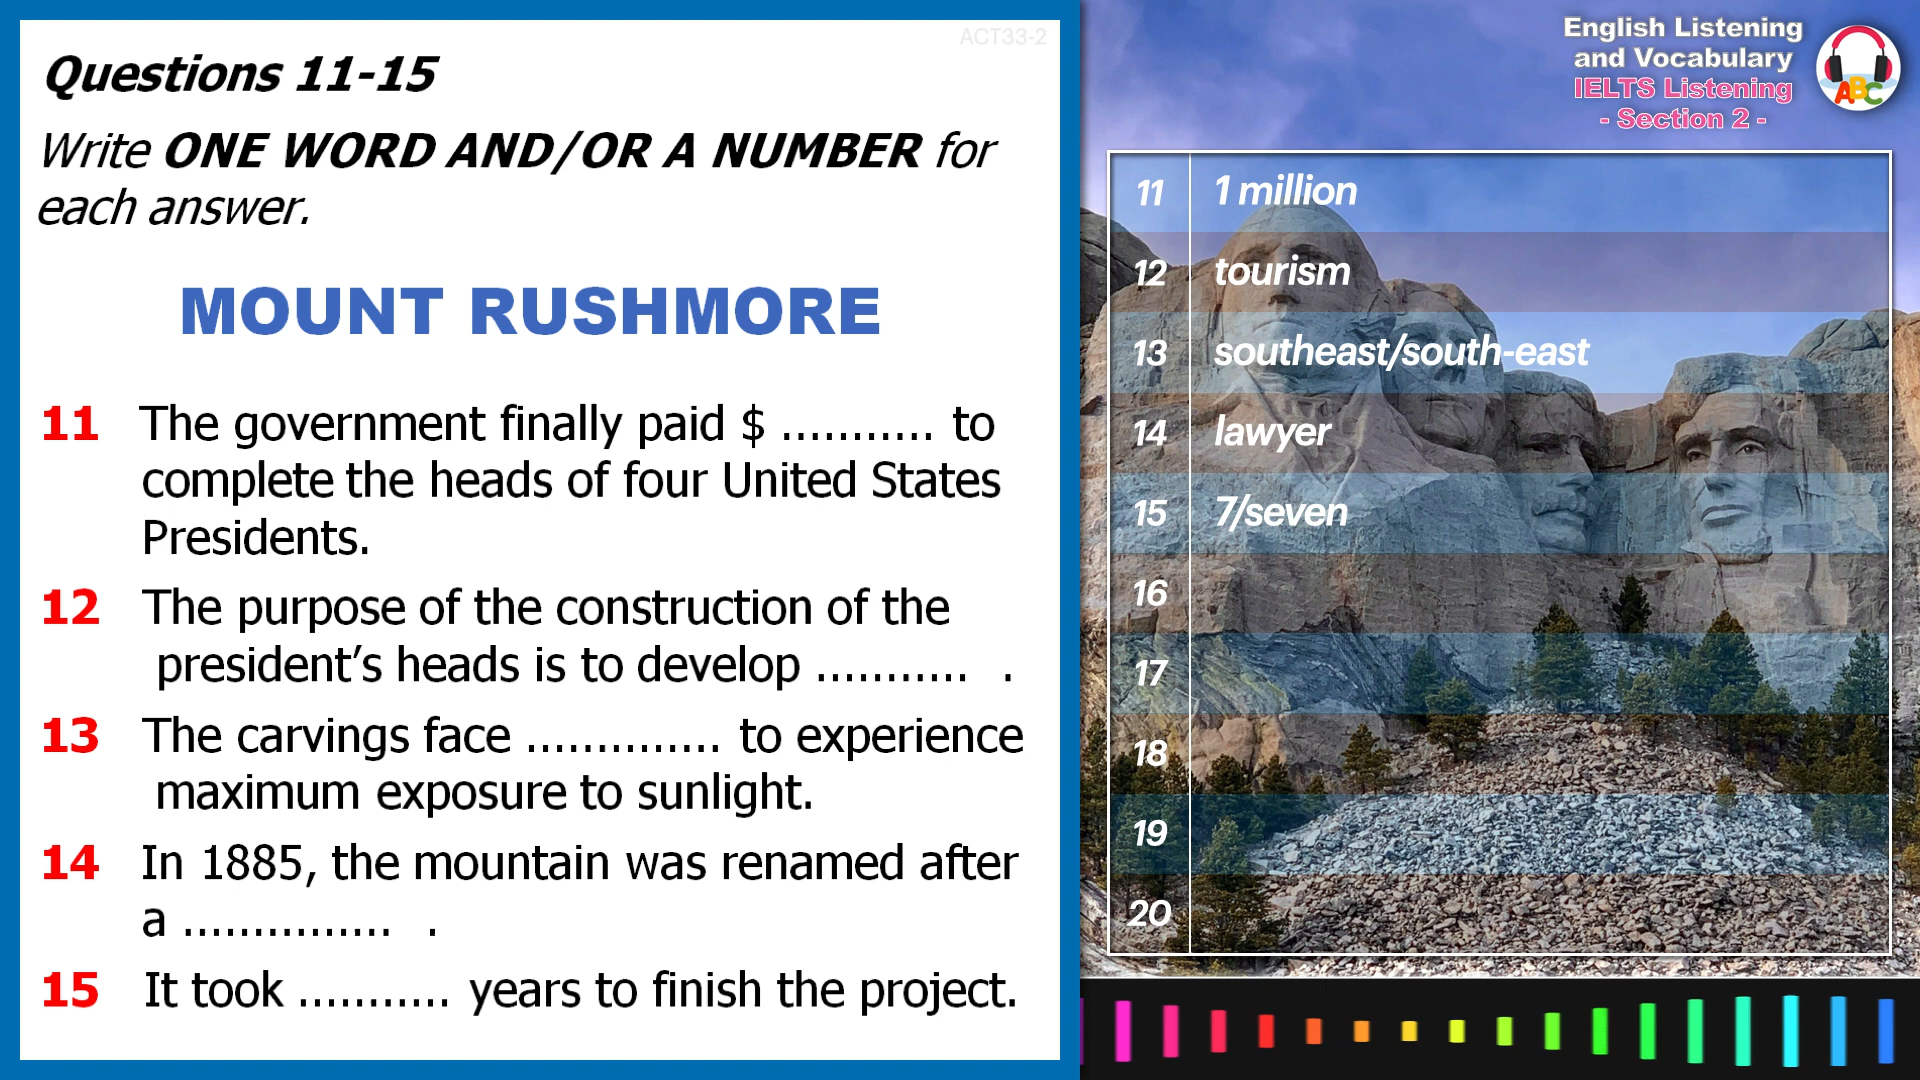 ACT33-2
Questions 11-15
Write ONE WORD AND/OR A NUMBER for
each answer.
MOUNT RUSHMORE
11 The government finally paid $ ........... to
complete the heads of four United States
Presidents.
12 The purpose of the construction of the
president’s heads is to develop ........... .
13 The carvings face .............. to experience
maximum exposure to sunlight.
14 In 1885, the mountain was renamed after
a ............... .
15 It took ........... years to finish the project.
English Listening
and Vocabulary
IELTS Listening
- Section 2 -
ABC
11 1 million
12 tourism
13 southeast/south-east
14 lawyer
15 7/seven
16
17
18
19
20